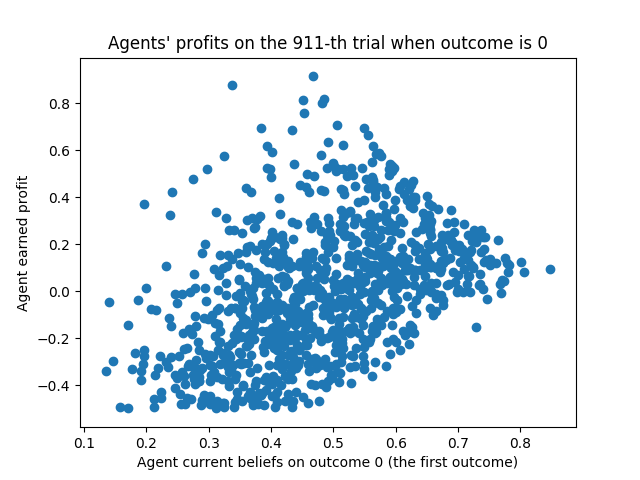 Agents' profits on the 911-th trial when outcome is 0
Agent earned profit
0.8
0.6
0.4
0.2
0.0
−0.2
−0.4
0.1 0.2 0.3 0.4 0.5 0.6 0.7 0.8
Agent current beliefs on outcome 0 (the first outcome)